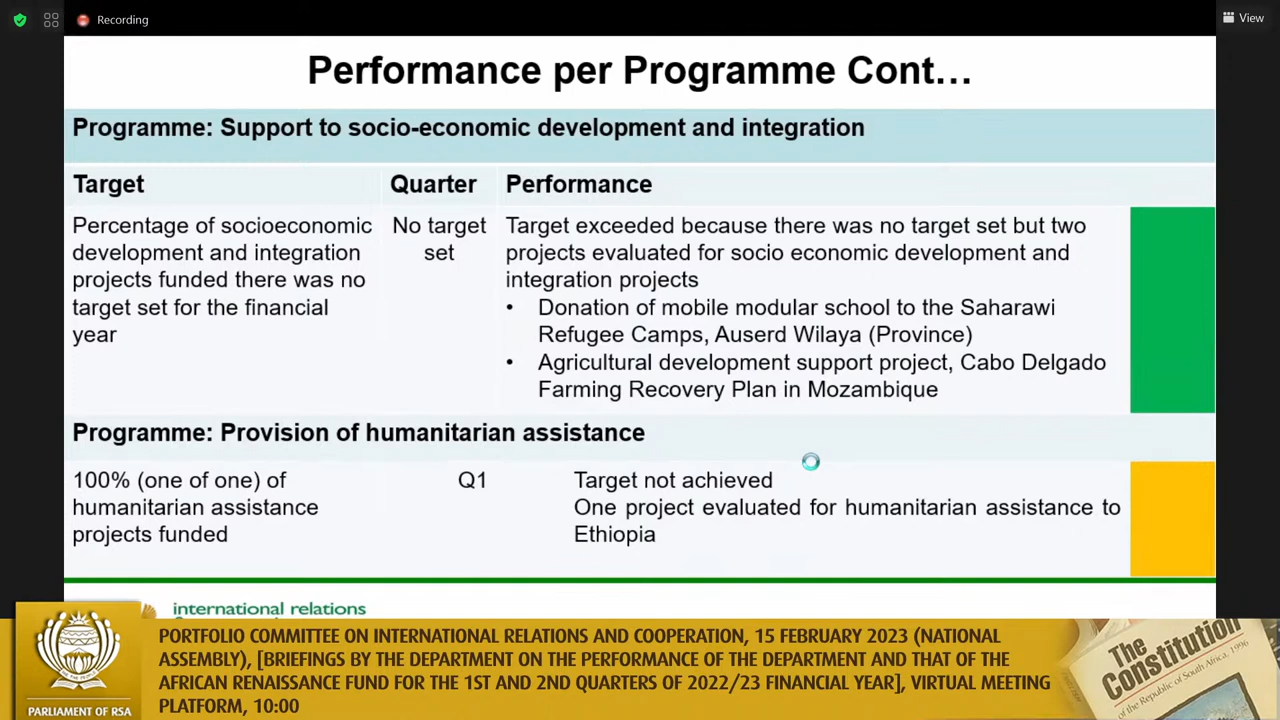 Recording
View
Performance per Programme Cont…
Programme: Support to socio-economic development and integration
Target
Quarter
Performance
Percentage of socioeconomic
development and integration
projects funded there was no
target set for the financial
year
No target
set
Target exceeded because there was no target set but two
projects evaluated for socio economic development and
integration projects
• Donation of mobile modular school to the Saharawi
Refugee Camps, Auserd Wilaya (Province)
• Agricultural development support project, Cabo Delgado
Farming Recovery Plan in Mozambique
Programme: Provision of humanitarian assistance
100% (one of one) of
humanitarian assistance
projects funded
Q1
Target not achieved
One project evaluated for humanitarian assistance to
Ethiopia
international relations
PARLIAMENT OF RSA
PORTFOLIO COMMITTEE ON INTERNATIONAL RELATIONS AND COOPERATION, 15 FEBRUARY 2023 (NATIONAL
ASSEMBLY), [BRIEFINGS BY THE DEPARTMENT ON THE PERFORMANCE OF THE DEPARTMENT AND THAT OF THE
AFRICAN RENAISSANCE FUND FOR THE 1ST AND 2ND QUARTERS OF 2022/23 FINANCIAL YEAR], VIRTUAL MEETING
PLATFORM, 10:00
The
Constitution
of the Republic of South Africa, 1996